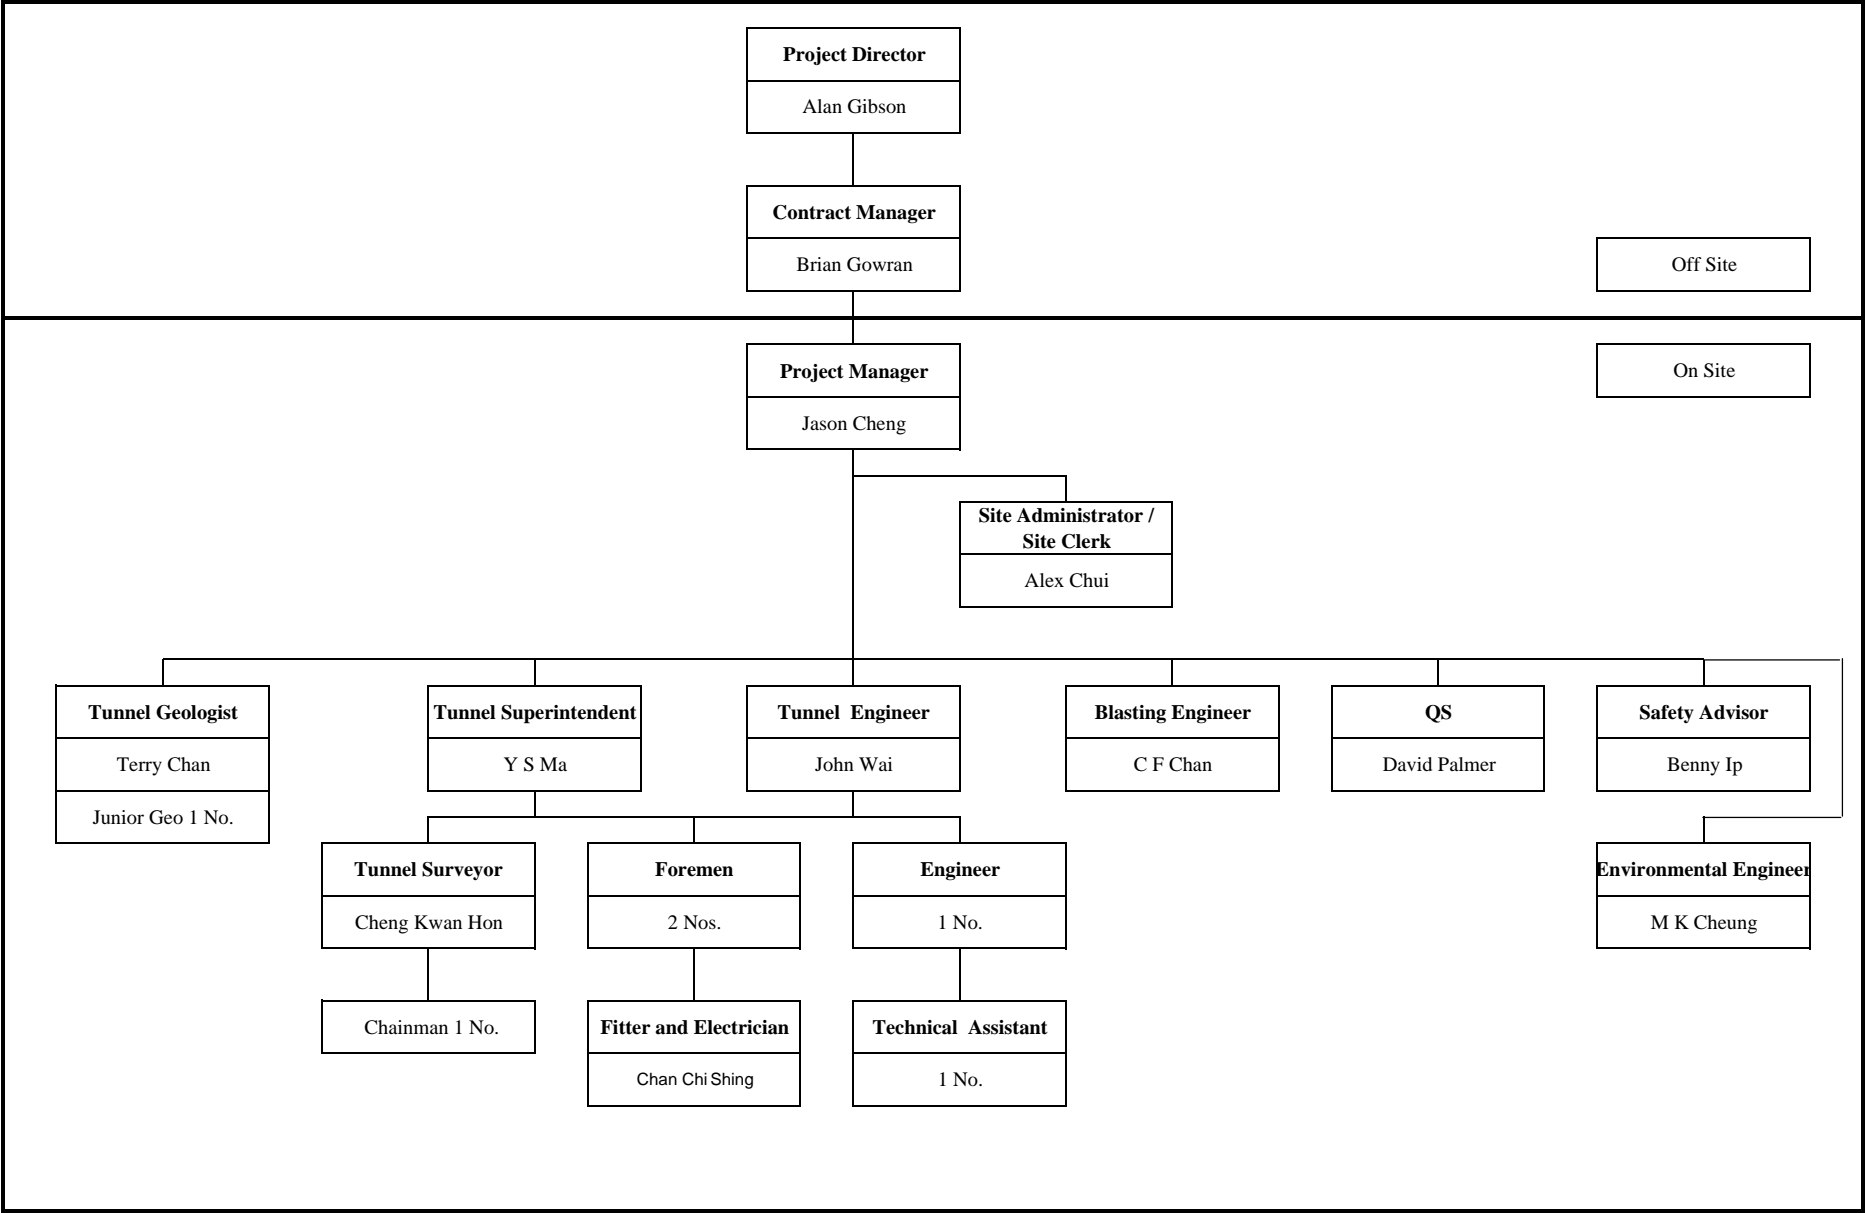 Project Director
Alan Gibson
Contract Manager
Brian Gowran
Off Site
Project Manager
On Site
Jason Cheng
Site Administrator /
Site Clerk
Alex Chui
Tunnel Geologist
Tunnel Superintendent
Tunnel Engineer
Blasting Engineer
QS
Safety Advisor
Terry Chan
Y S Ma
John Wai
C F Chan
David Palmer
Benny Ip
Junior Geo 1 No.
Tunnel Surveyor
Foremen
Engineer
Environmental Engineer
Cheng Kwan Hon
2 Nos.
1 No.
M K Cheung
Chainman 1 No.
Fitter and Electrician
Technical Assistant
Chan Chi Shing
1 No.